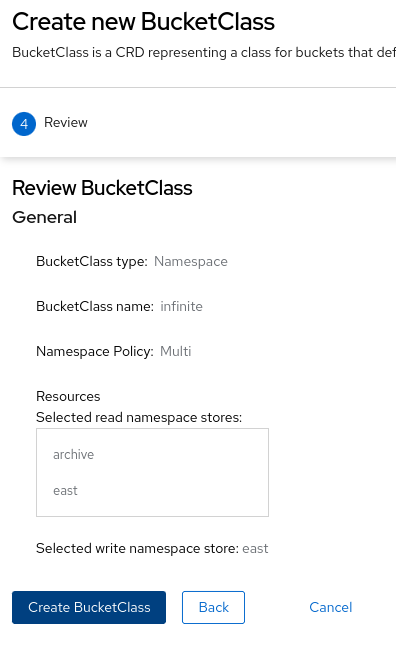 Create new BucketClass
BucketClass is a CRD representing a class for buckets that def
4 Review
Review BucketClass
General
BucketClass type: Namespace
BucketClass name: infinite
Namespace Policy: Multi
Resources
Selected read namespace stores:
archive
east
Selected write namespace store: east
Create BucketClass Back Cancel